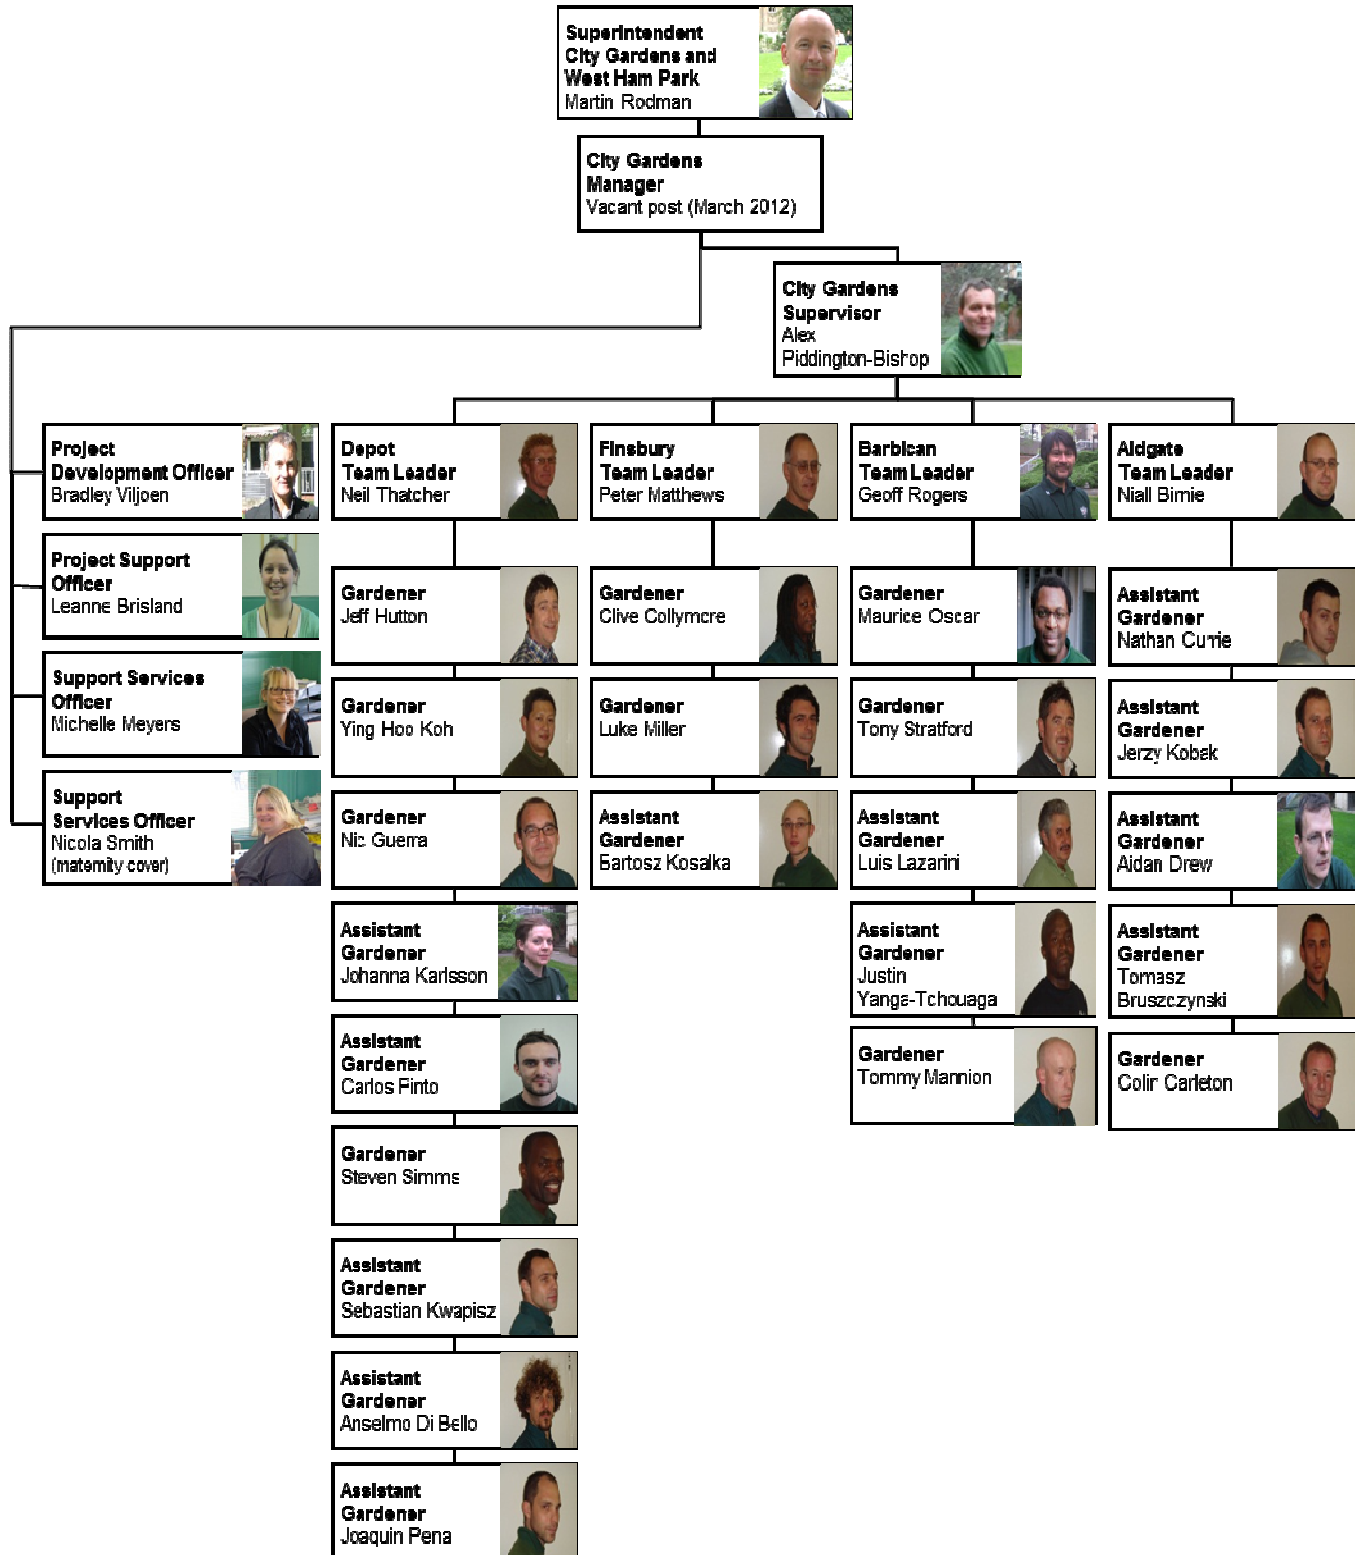 Superintendent
City Gardens and
West Ham Park
Martin Rodman
City Gardens
Manager
Vacant post (March 2012)
City Gardens
Supervisor
Alex
Piddington-Bishop
Project
Development Officer
Bradley Viljoen
Project Support
Officer
Leanne Brisland
Support Services
Officer
Michelle Meyers
Support
Services Officer
Nicola Smith
(maternity cover)
Depot
Team Leader
Neil Thatcher
Gardener
Jeff Hutton
Gardener
Ying Hoo Koh
Gardener
Nic Guerra
Assistant
Gardener
Johanna Karlsson
Assistant
Gardener
Carlos Pinto
Gardener
Steven Simms
Assistant
Gardener
Sebastian Kwapisz
Assistant
Gardener
Anselmo Di Bello
Assistant
Gardener
Joaquin Pena
Finsbury
Team Leader
Peter Matthews
Gardener
Clive Collymore
Gardener
Luke Miller
Assistant
Gardener
Bartosz Kosalka
Barbican
Team Leader
Geoff Rogers
Gardener
Maurice Oscar
Gardener
Tony Stratford
Assistant
Gardener
Luis Lazarini
Assistant
Gardener
Justin
Yanga-Tchouaga
Gardener
Tommy Mannion
Aldgate
Team Leader
Niall Birnie
Assistant
Gardener
Nathan Currie
Assistant
Gardener
Jerzy Kobak
Assistant
Gardener
Aidan Drew
Assistant
Gardener
Tomasz
Bruszczynski
Gardener
Colin Carleton